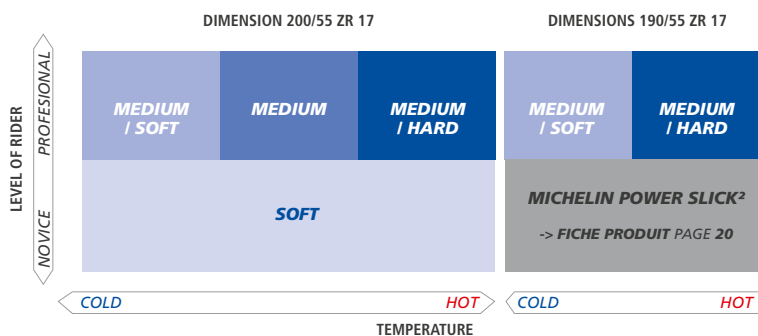 DIMENSION 200/55 ZR 17
DIMENSIONS 190/55 ZR 17
LEVEL OF RIDER
PROFESIONAL
NOVICE
MEDIUM
/ SOFT
MEDIUM
MEDIUM
/ HARD
MEDIUM
/ SOFT
MEDIUM
/ HARD
SOFT
MICHELIN POWER SLICK²
-> FICHE PRODUIT PAGE 20
COLD
HOT
COLD
HOT
TEMPERATURE